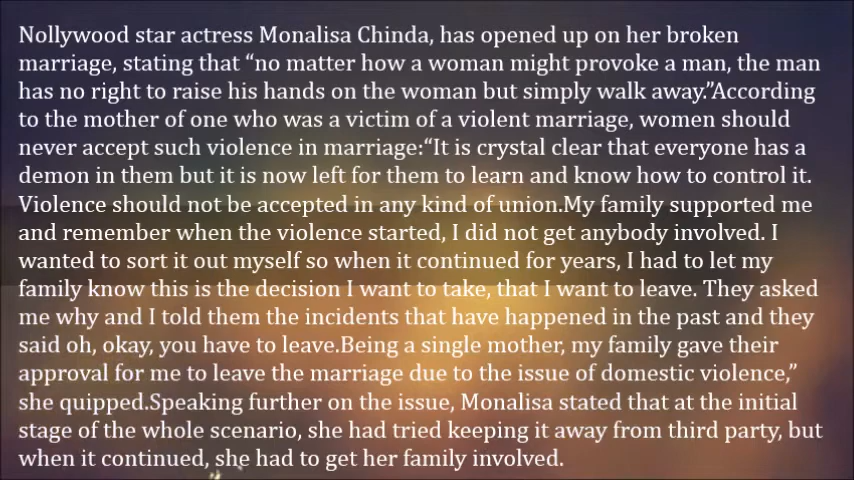 Nollywood star actress Monalisa Chinda, has opened up on her broken
marriage, stating that “no matter how a woman might provoke a man, the man
has no right to raise his hands on the woman but simply walk away.”According
to the mother of one who was a victim of a violent marriage, women should
never accept such violence in marriage:“It is crystal clear that everyone has a
demon in them but it is now left for them to learn and know how to control it.
Violence should not be accepted in any kind of union.My family supported me
and remember when the violence started, I did not get anybody involved. I
wanted to sort it out myself so when it continued for years, I had to let my
family know this is the decision I want to take, that I want to leave. They asked
me why and I told them the incidents that have happened in the past and they
said oh, okay, you have to leave.Being a single mother, my family gave their
approval for me to leave the marriage due to the issue of domestic violence,”
she quipped.Speaking further on the issue, Monalisa stated that at the initial
stage of the whole scenario, she had tried keeping it away from third party, but
when it continued, she had to get her family involved.